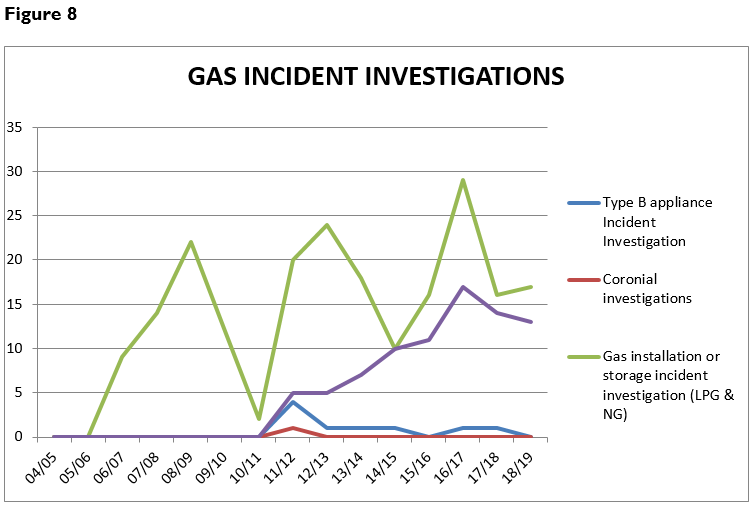 Figure 8
GAS INCIDENT INVESTIGATIONS
35
30
25
20
15
10
5
0
04/05
05/06
06/07
07/08
08/09
09/10
10/11
11/12
12/13
13/14
14/15
15/16
16/17
17/18
18/19
Type B appliance
Incident
Investigation
Coronial
investigations
Gas installation or
storage incident
investigation (LPG &
NG)